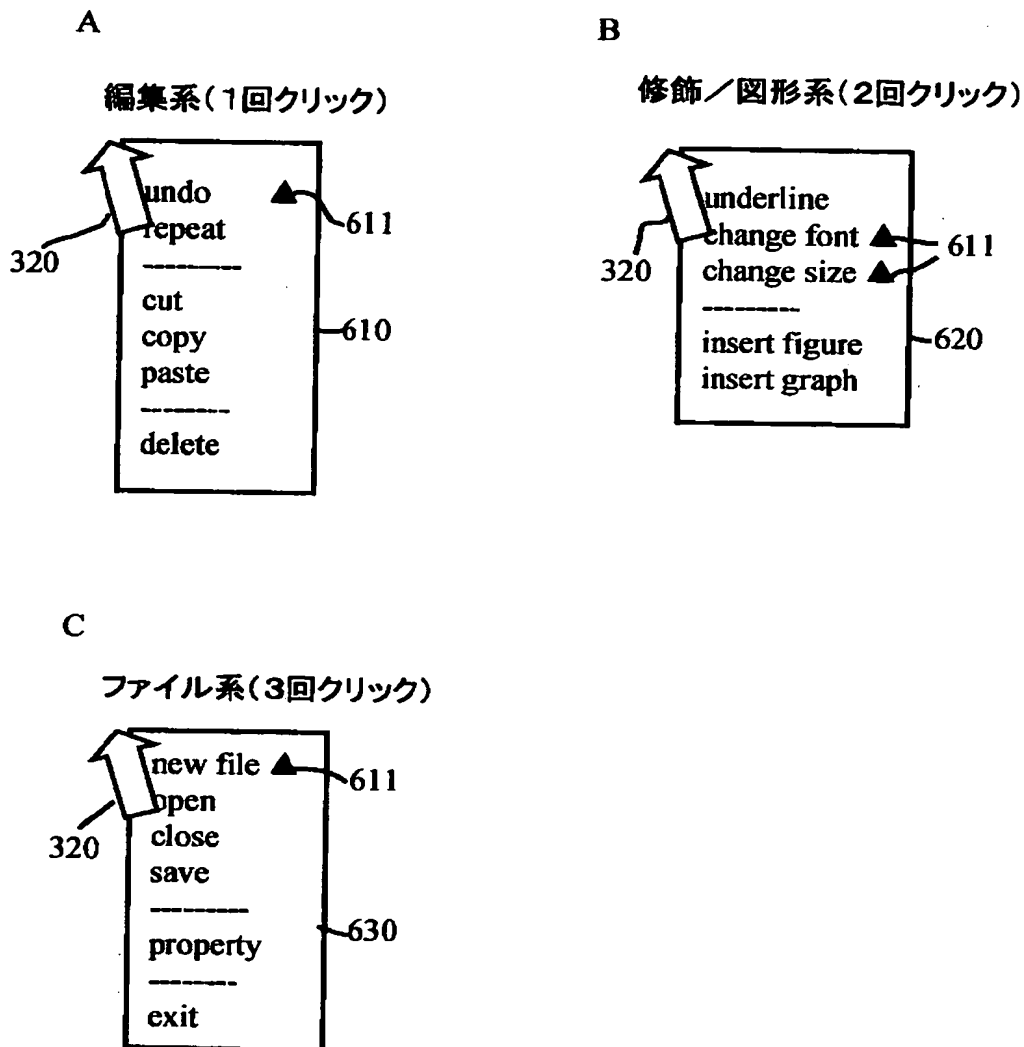 A
編集系(1回クリック)
undo
611
repeat
320
cut
copy
610
paste
delete
B
修飾/図形系(2回クリック)
underline
change font
611
320
change size
insert figure
620
insert graph
C
ファイル系(3回クリック)
new file
611
open
320
close
save
630
property
exit